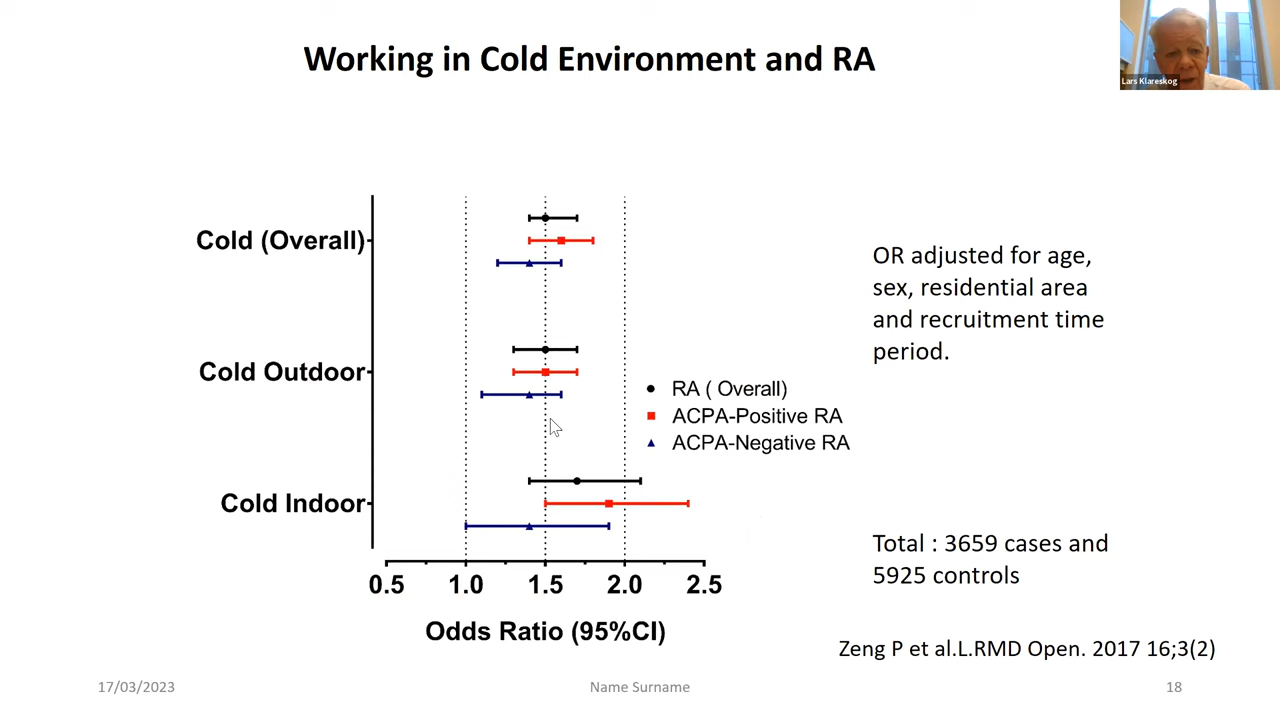 Working in Cold Environment and RA
Lars Klareskog
Cold (Overall)
Cold Outdoor
Cold Indoor
0.5 1.0 1.5 2.0 2.5
Odds Ratio (95%CI)
RA ( Overall)
ACPA-Positive RA
ACPA-Negative RA
OR adjusted for age,
sex, residential area
and recruitment time
period.
Total : 3659 cases and
5925 controls
Zeng P et al.L.RMD Open. 2017 16;3(2)
17/03/2023
Name Surname
18